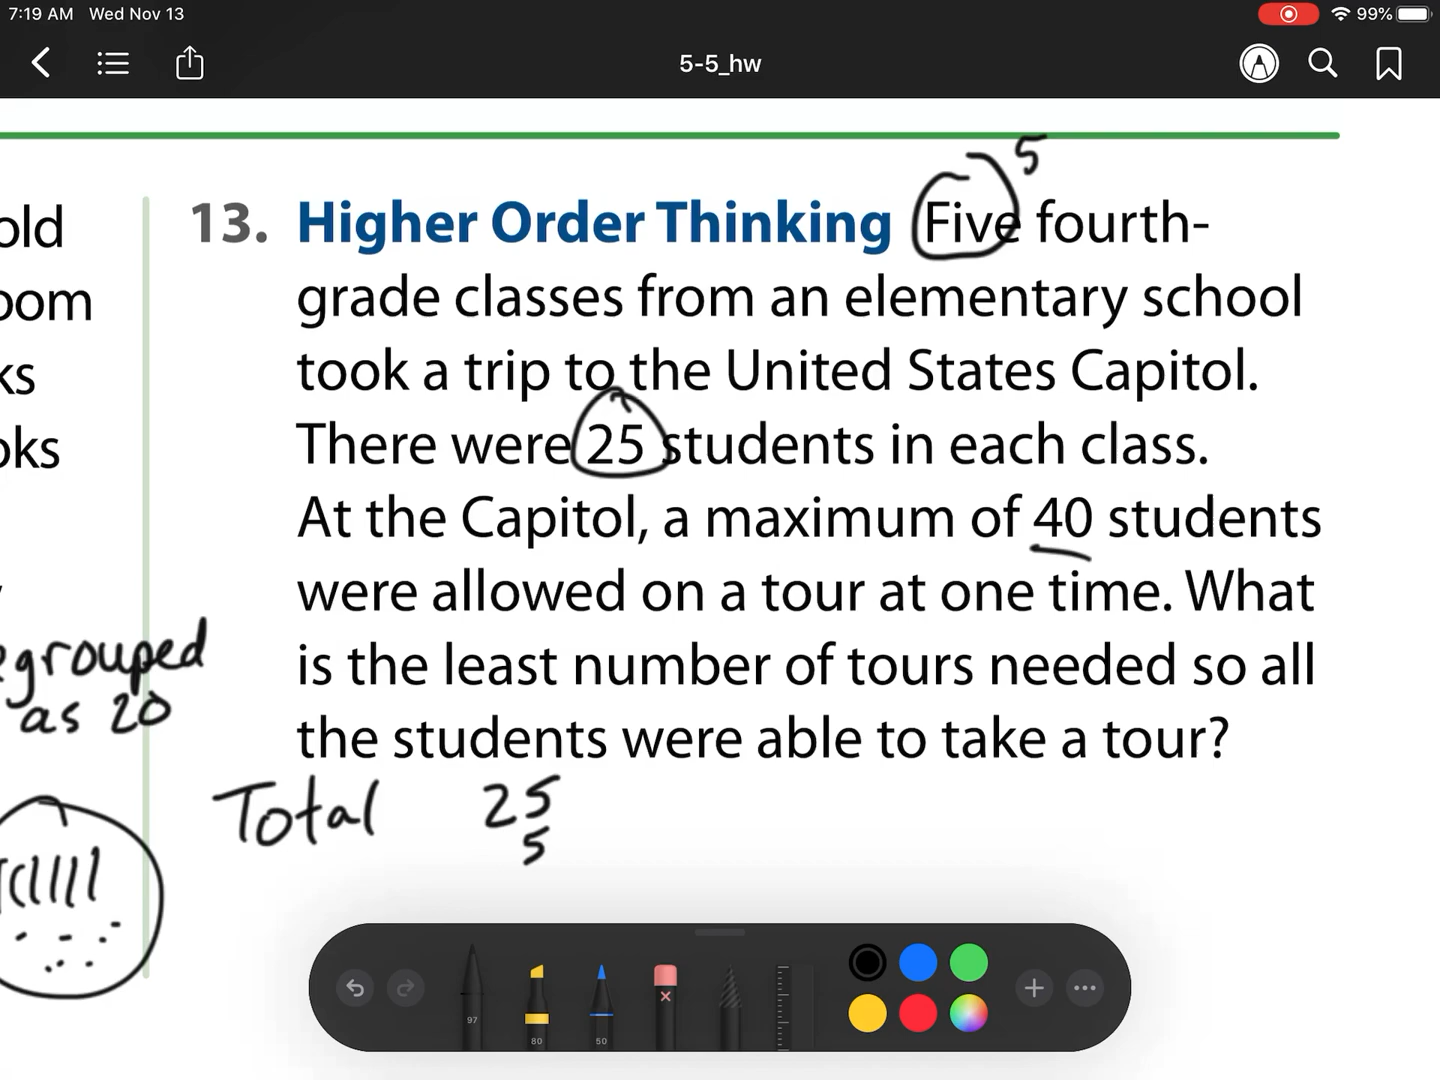 7:19 AM Wed Nov 13
99%
5-5_hw
5
old
13. Higher Order Thinking Five fourth-
oom
grade classes from an elementary school
ks
took a trip to the United States Capitol.
oks
There were 25 students in each class.
At the Capitol, a maximum of 40 students
were allowed on a tour at one time. What
egrouped
is the least number of tours needed so all
as 20
the students were able to take a tour?
Total 25
5
97
80
50